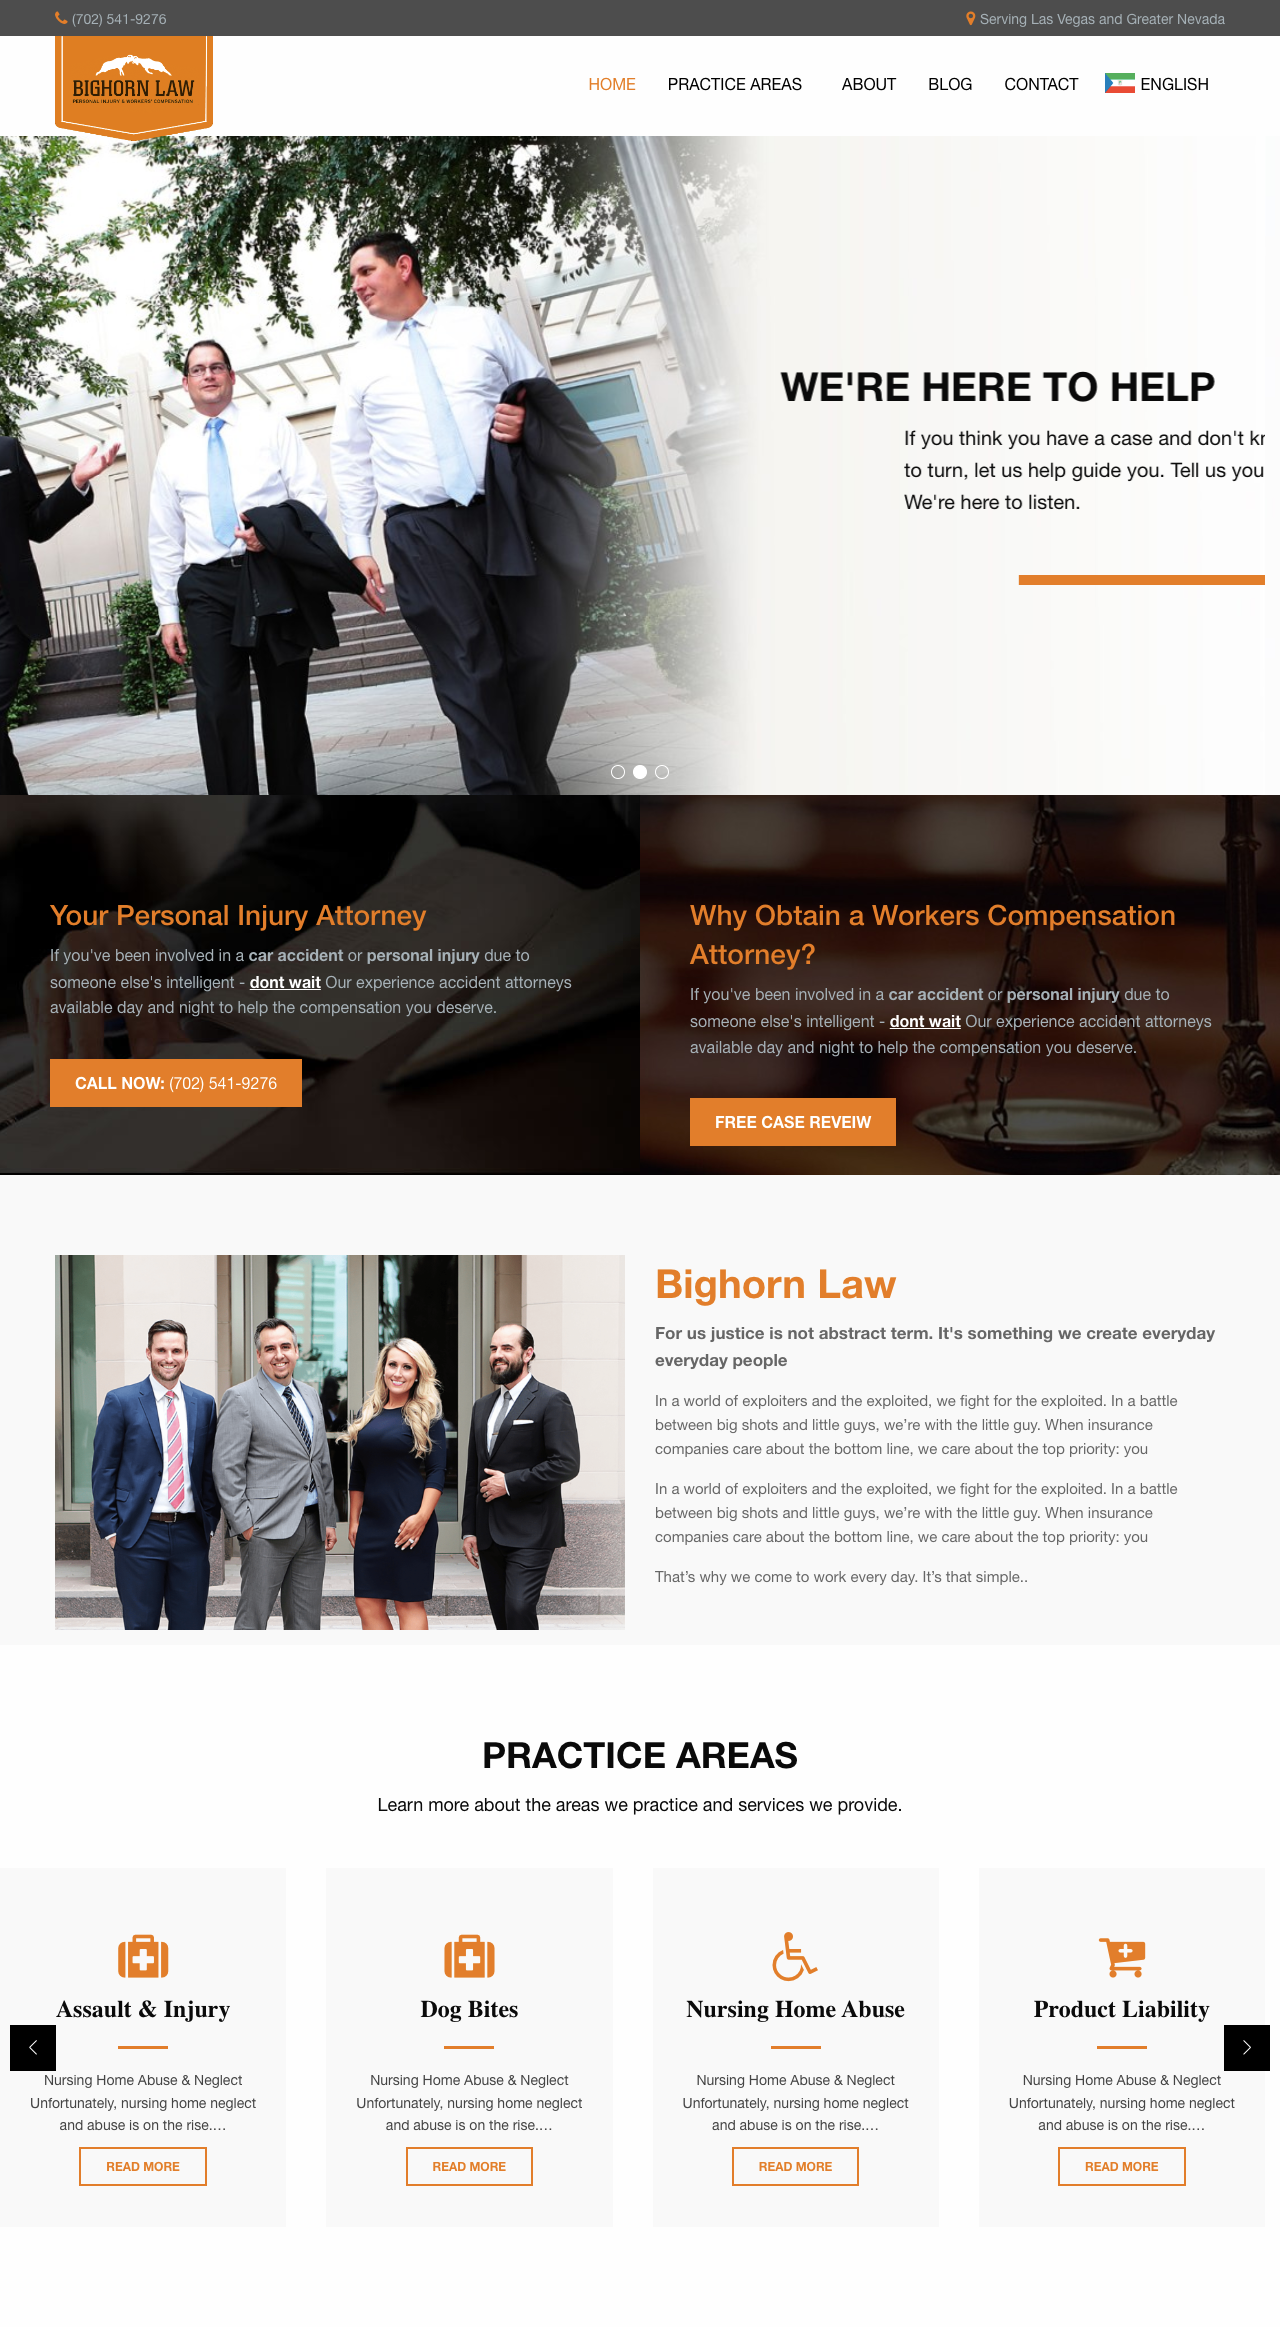 (702) 541-9276
Serving Las Vegas and Greater Nevada
BIGHORN LAW
PERSONAL INJURY & WORKERS' COMPENSATION
HOME PRACTICE AREAS ABOUT BLOG CONTACT ENGLISH
WE'RE HERE TO HELP
If you think you have a case and don't
to turn, let us help guide you. Tell us you
We're here to listen.
Your Personal Injury Attorney
If you've been involved in a car accident or personal injury due to
someone else's intelligent - dont wait Our experience accident attorneys
available day and night to help the compensation you deserve.
CALL NOW: (702) 541-9276
Why Obtain a Workers Compensation
Attorney?
If you've been involved in a car accident or personal injury due to
someone else's intelligent - dont wait Our experience accident attorneys
available day and night to help the compensation you deserve.
FREE CASE REVEIW
Bighorn Law
For us justice is not abstract term. It's something we create everyday
everyday people
In a world of exploiters and the exploited, we fight for the exploited. In a battle
between big shots and little guys, we’re with the little guy. When insurance
companies care about the bottom line, we care about the top priority: you
In a world of exploiters and the exploited, we fight for the exploited. In a battle
between big shots and little guys, we’re with the little guy. When insurance
companies care about the bottom line, we care about the top priority: you
That’s why we come to work every day. It’s that simple..
PRACTICE AREAS
Learn more about the areas we practice and services we provide.
Assault & Injury
Nursing Home Abuse & Neglect
Unfortunately, nursing home neglect
and abuse is on the rise.…
READ MORE
Dog Bites
Nursing Home Abuse & Neglect
Unfortunately, nursing home neglect
and abuse is on the rise.…
READ MORE
Nursing Home Abuse
Nursing Home Abuse & Neglect
Unfortunately, nursing home neglect
and abuse is on the rise.…
READ MORE
Product Liability
Nursing Home Abuse & Neglect
Unfortunately, nursing home neglect
and abuse is on the rise.…
READ MORE